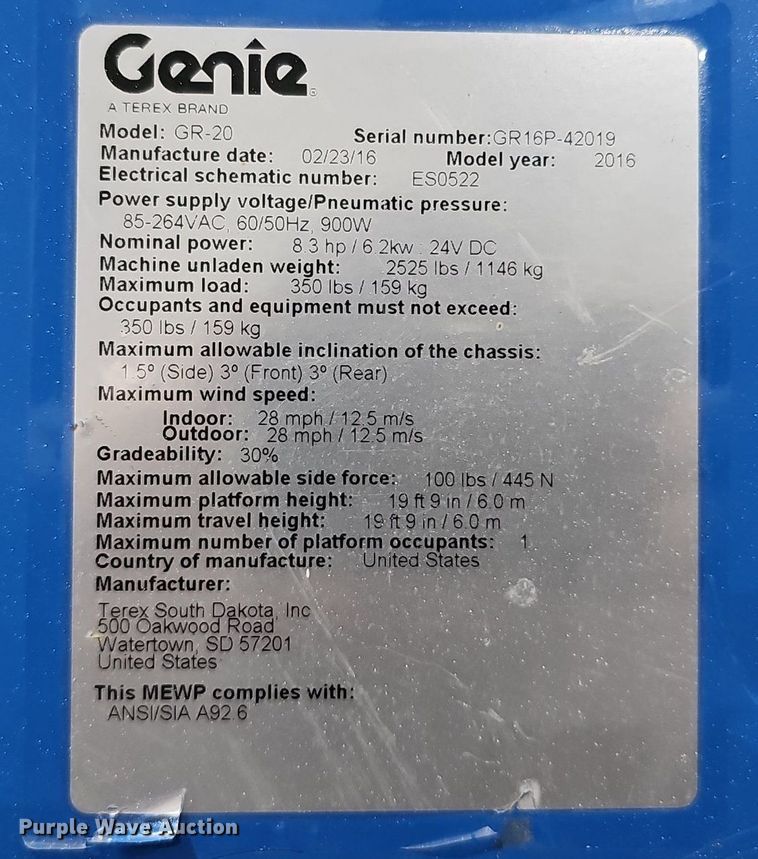 Genie
A TEREX BRAND
Model: GR-20 Serial number:GR16P-42019
Manufacture date: 02/23/16 Model year: 2016
Electrical schematic number: ES0522
Power supply voltage/Pneumatic pressure:
85-264VAC, 60/50Hz, 900W
Nominal power: 8.3 hp / 6.2kw : 24V DC
Machine unladen weight: 2525 lbs / 1146 kg
Maximum load: 350 lbs / 159 kg
Occupants and equipment must not exceed:
350 lbs / 159 kg
Maximum allowable inclination of the chassis:
1.5° (Side) 3° (Front) 3° (Rear)
Maximum wind speed:
Indoor: 28 mph / 12.5 m/s
Outdoor: 28 mph / 12.5 m/s
Gradeability: 30%
Maximum allowable side force: 100 lbs / 445 N
Maximum platform height: 19 ft 9 in / 6.0 m
Maximum travel height: 19 ft 9 in / 6.0 m
Maximum number of platform occupants: 1
Country of manufacture: United States
Manufacturer:
Terex South Dakota, Inc
500 Oakwood Road
Watertown, SD 57201
United States
This MEWP complies with:
ANSI/SIA A92.6
Purple Wave Auction